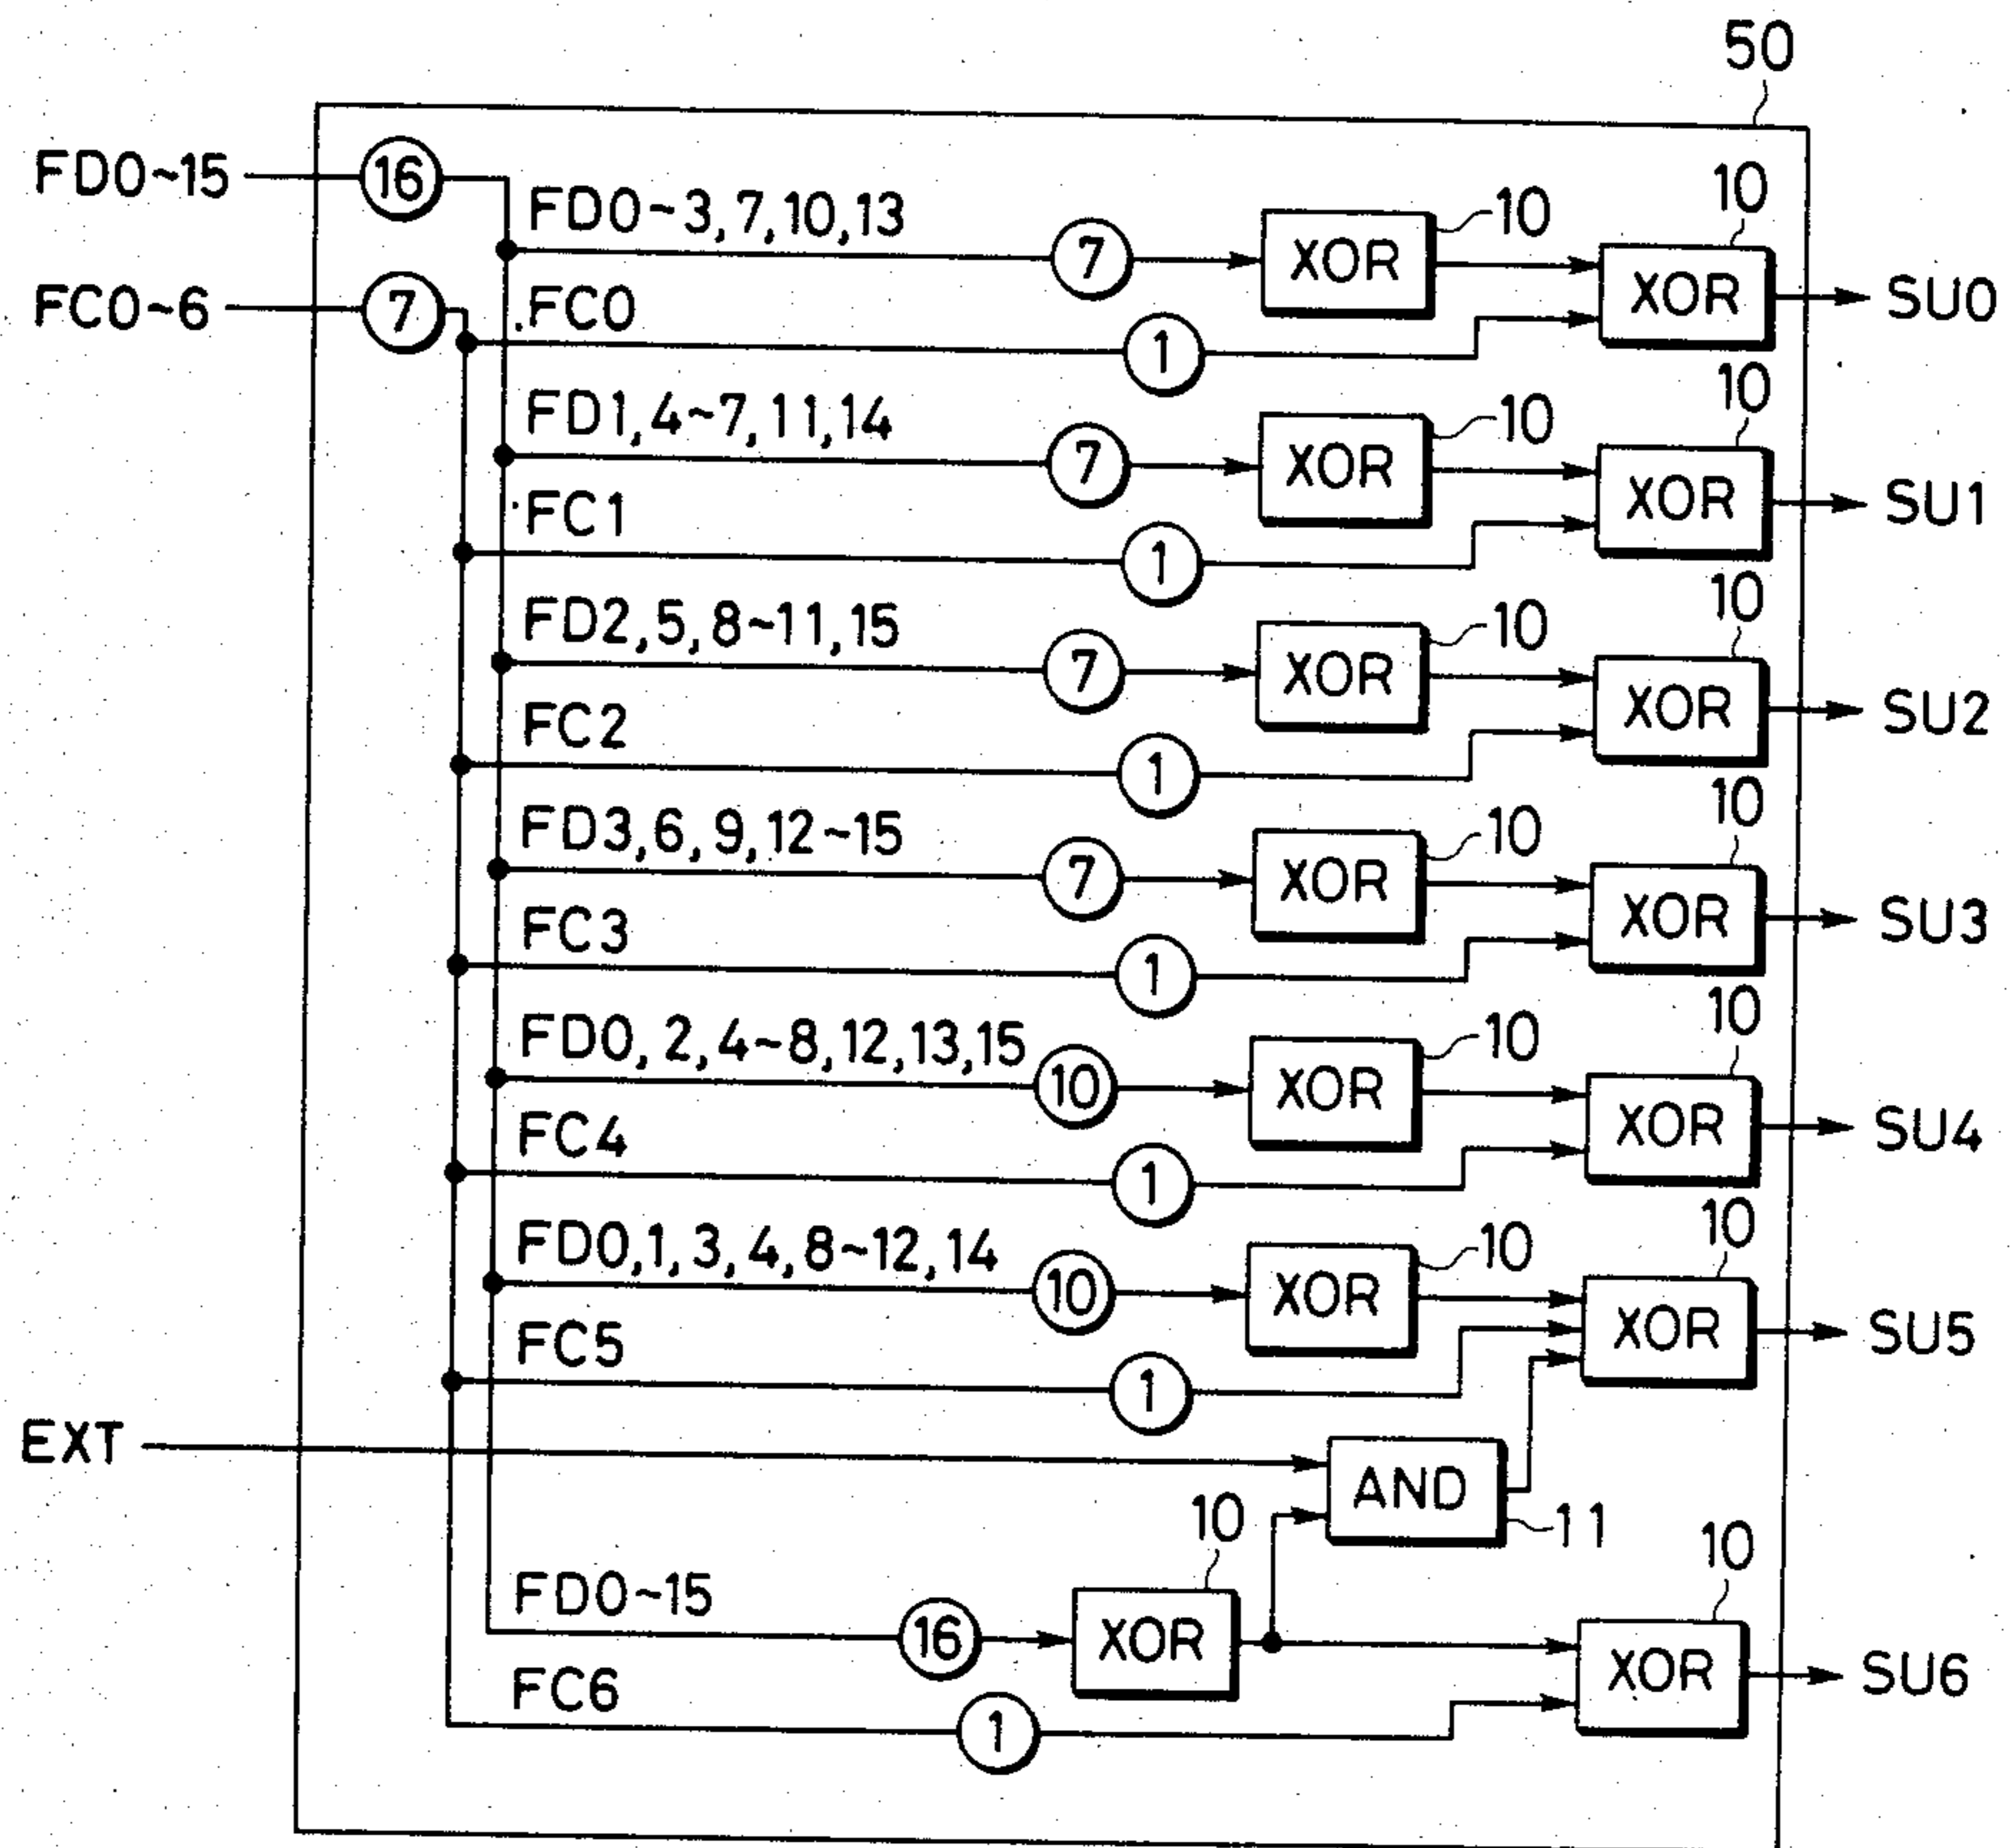 50
FD0~15
16
FD0~3,7,10,13
7
XOR
10
XOR
10
SU0
FC0~6
7
FC0
1
FD1,4~7,11,14
7
XOR
10
XOR
10
SU1
FC1
1
FD2,5,8~11,15
7
XOR
10
XOR
10
SU2
FC2
1
FD3,6,9,12~15
7
XOR
10
XOR
10
SU3
FC3
1
FD0,2,4~8,12,13,15
10
XOR
10
XOR
10
SU4
FC4
1
FD0,1,3,4,8~12,14
10
XOR
10
XOR
10
SU5
FC5
1
EXT
AND
11
FD0~15
16
XOR
10
XOR
10
SU6
FC6
1